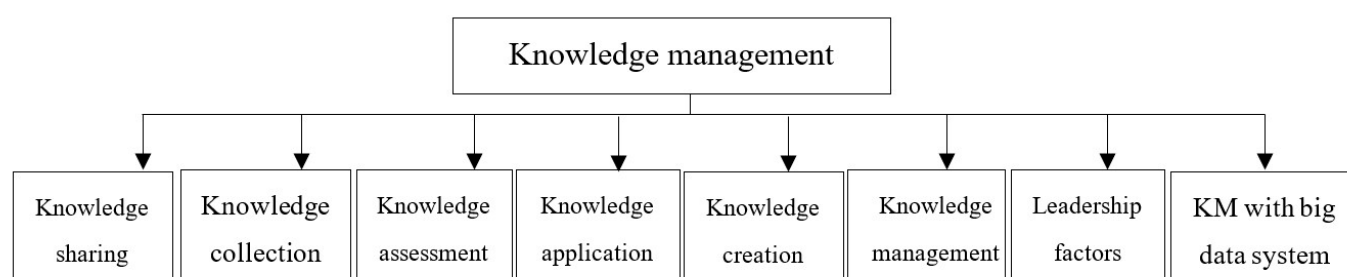 Knowledge management
Knowledge
sharing
Knowledge
collection
Knowledge
assessment
Knowledge
application
Knowledge
creation
Knowledge
management
Leadership
factors
KM with big
data system